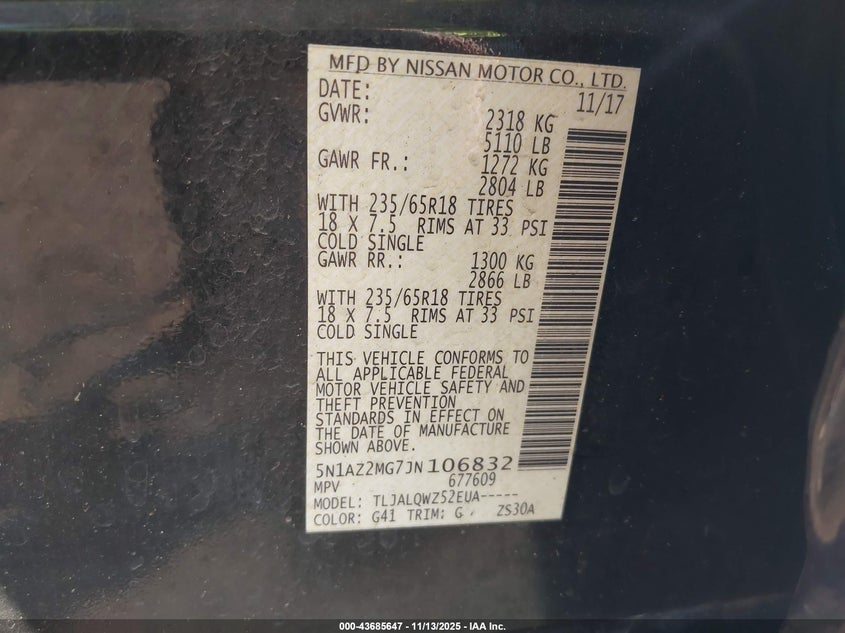 MFD BY NISSAN MOTOR CO., LTD.
DATE: 11/17
GVWR: 2318 KG
5110 LB
GAWR FR.: 1272 KG
2804 LB
WITH 235/65R18 TIRES
18 X 7.5 RIMS AT 33 PSI
COLD SINGLE
GAWR RR.: 1300 KG
2866 LB
WITH 235/65R18 TIRES
18 X 7.5 RIMS AT 33 PSI
COLD SINGLE
THIS VEHICLE CONFORMS TO
ALL APPLICABLE FEDERAL
MOTOR VEHICLE SAFETY AND
THEFT PREVENTION
STANDARDS IN EFFECT ON
THE DATE OF MANUFACTURE
SHOWN ABOVE.
5N1AZ2MG7JN106832
MPV 677609
MODEL: TLJALQWZ52EUA-----
COLOR: G41 TRIM: G ZS30A
000-43685647 - 11/13/2025 - IAA Inc.